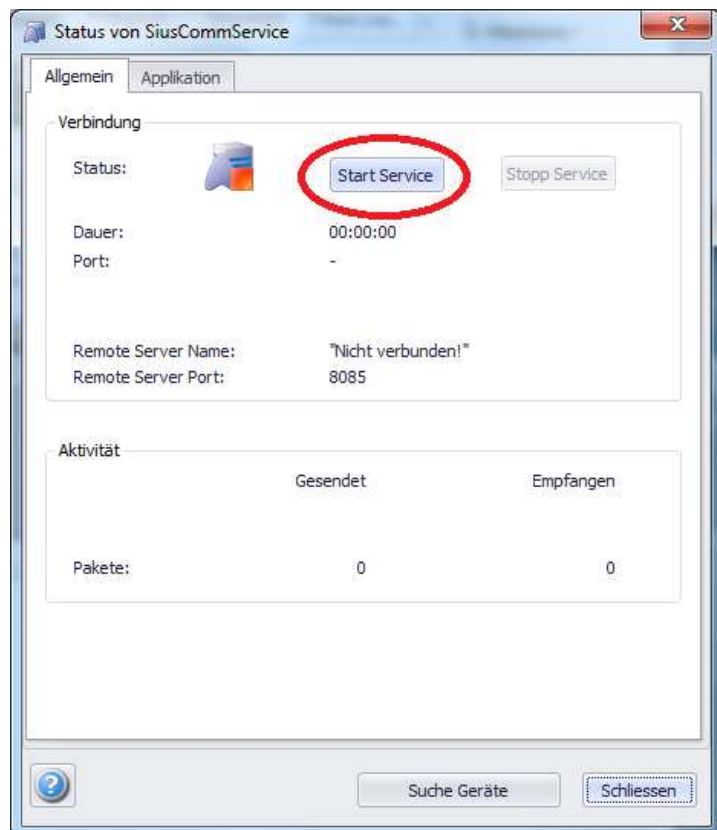 Status von SiusCommService
Allgemein Applikation
Verbindung
Status: Start Service Stopp Service
Dauer: 00:00:00
Port: -
Remote Server Name: "Nicht verbunden!"
Remote Server Port: 8085
Aktivität
Gesendet Empfangen
Pakete: 0 0
? Suche Geräte Schliessen